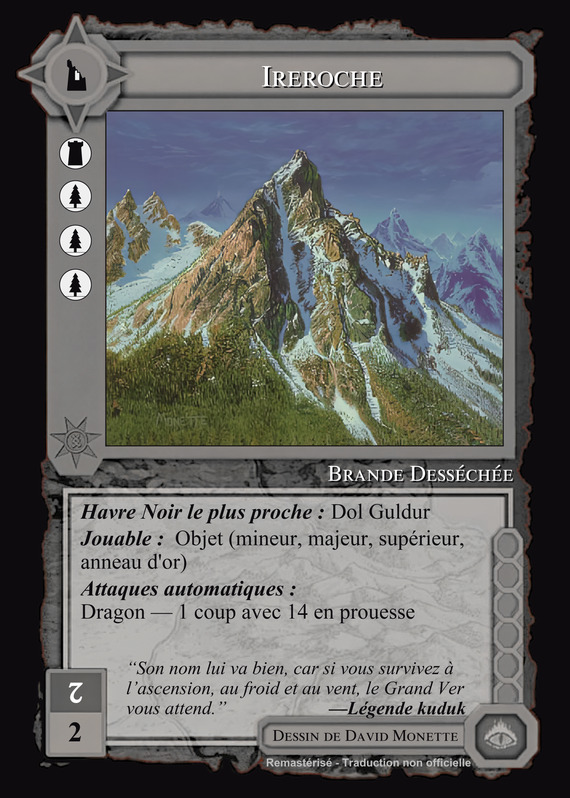 IREROCHE
MONETTE
BRANDE DESSÉCHÉE
Havre Noir le plus proche : Dol Guldur
Jouable : Objet (mineur, majeur, supérieur,
anneau d'or)
Attaques automatiques :
Dragon — 1 coup avec 14 en prouesse
“Son nom lui va bien, car si vous survivez à
l’ascension, au froid et au vent, le Grand Ver
vous attend.” —Légende kuduk
2
2
DESSIN DE DAVID MONETTE
Remastérisé - Traduction non officielle